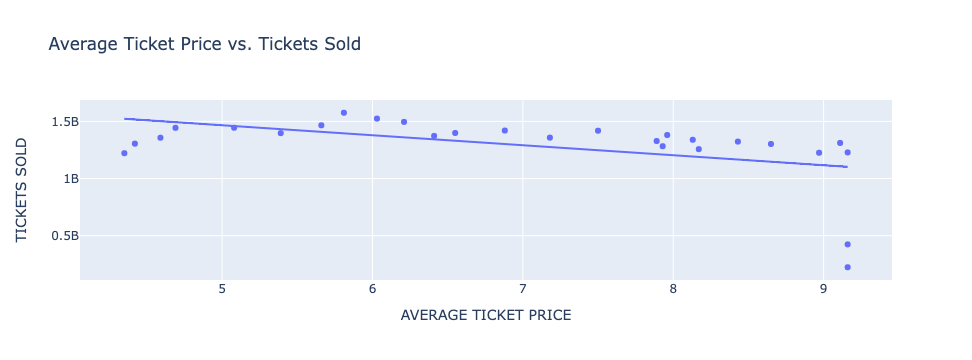 Average Ticket Price vs. Tickets Sold
1.5B
1B
0.5B
TICKETS SOLD
5 6 7 8 9
AVERAGE TICKET PRICE